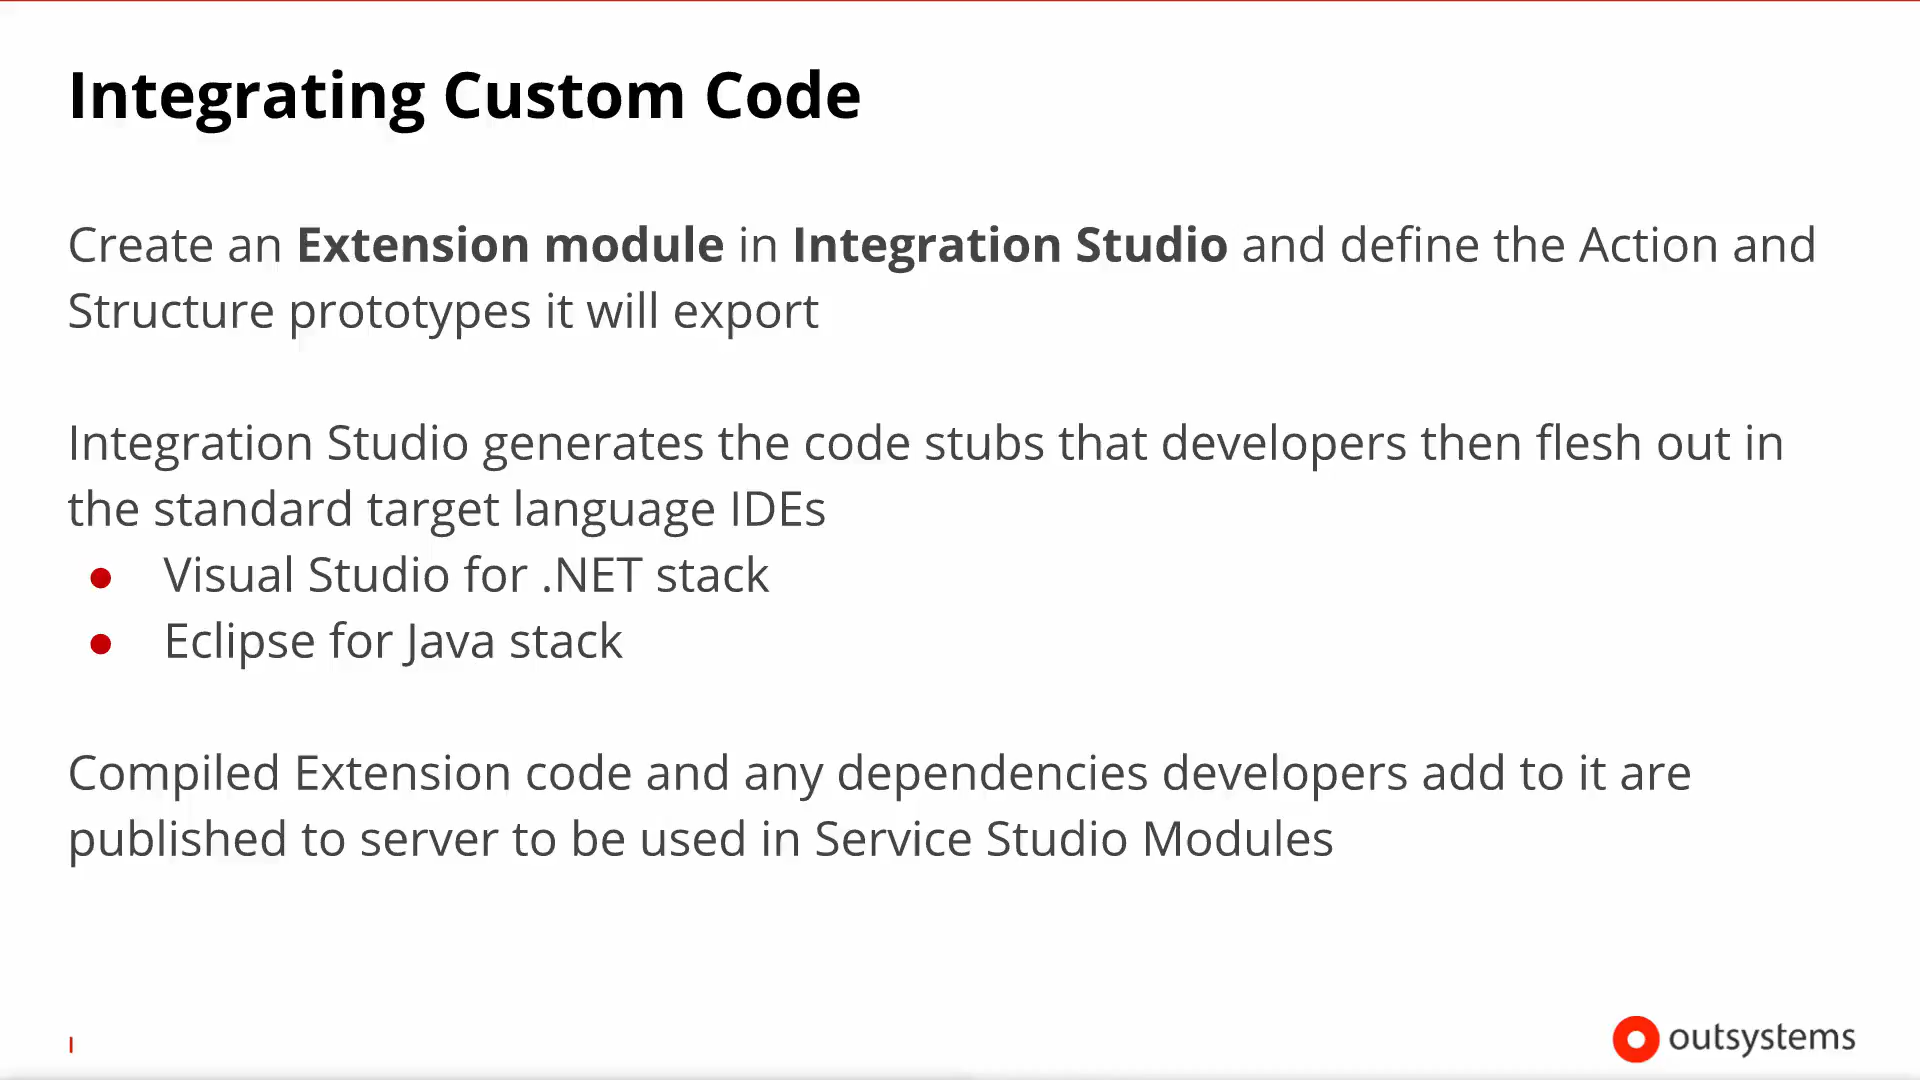 Integrating Custom Code
Create an Extension module in Integration Studio and define the Action and
Structure prototypes it will export
Integration Studio generates the code stubs that developers then flesh out in
the standard target language IDEs
● Visual Studio for .NET stack
● Eclipse for Java stack
Compiled Extension code and any dependencies developers add to it are
published to server to be used in Service Studio Modules
I
outsystems